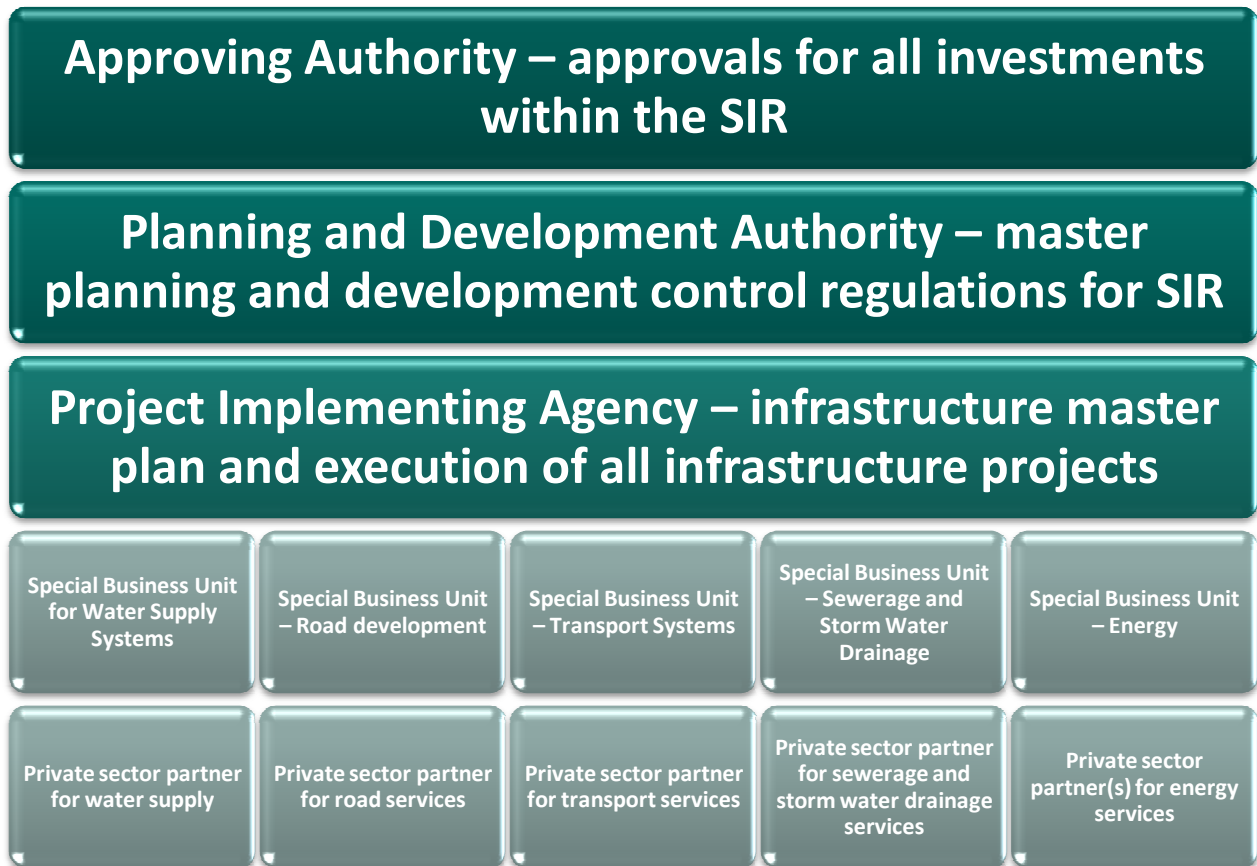 Approving Authority – approvals for all investments
within the SIR
Planning and Development Authority – master
planning and development control regulations for SIR
Project Implementing Agency – infrastructure master
plan and execution of all infrastructure projects
Special Business Unit
for Water Supply
Systems
Special Business Unit
– Road development
Special Business Unit
– Transport Systems
Special Business Unit
– Sewerage and
Storm Water
Drainage
Special Business Unit
– Energy
Private sector partner
for water supply
Private sector partner
for road services
Private sector partner
for transport services
Private sector partner
for sewerage and
storm water drainage
services
Private sector
partner(s) for energy
services